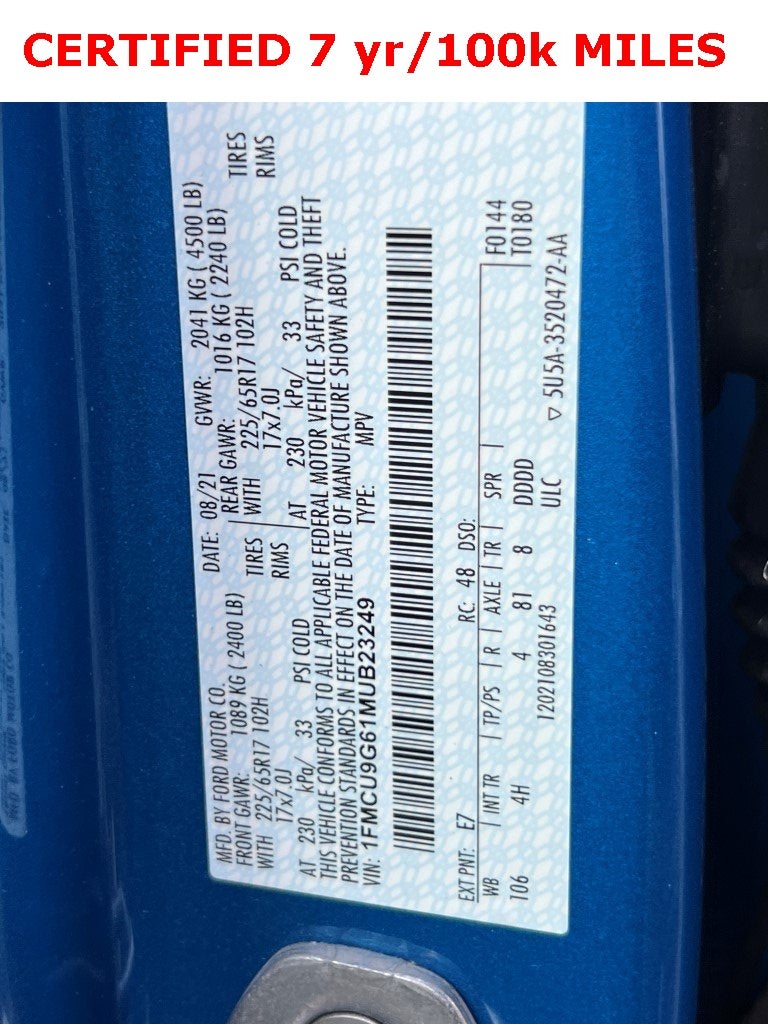 CERTIFIED 7 yr/100k MILES
MFD. BY FORD MOTOR CO.
DATE: 08/21 GVWR: 2041 KG ( 4500 LB)
FRONT GAWR: 1089 KG ( 2400 LB)
REAR GAWR: 1016 KG ( 2240 LB)
WITH 225/65R17 102H TIRES
WITH 225/65R17 102H TIRES
17x7.0J RIMS
17x7.0J RIMS
AT 230 kPa/ 33 PSI COLD
AT 230 kPa/ 33 PSI COLD
THIS VEHICLE CONFORMS TO ALL APPLICABLE FEDERAL MOTOR VEHICLE SAFETY AND THEFT
PREVENTION STANDARDS IN EFFECT ON THE DATE OF MANUFACTURE SHOWN ABOVE.
VIN: 1FMCU9G61MUB23249 TYPE: MPV
EXT PNT: E7 RC: 48 DSO: F0144
WB INT TR TP/PS R AXLE TR SPR T0180
106 4H 4 81 8 DDDD
1202108301643 ULC ▽ 5U5A-3520472-AA